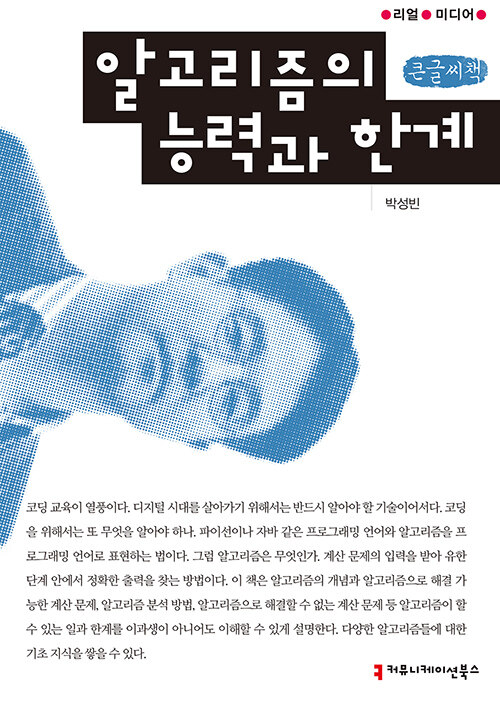 ●리얼● 미디어●
알고리즘의
큰글씨책
능력과 한계
박성빈
코딩 교육이 열풍이다. 디지털 시대를 살아가기 위해서는 반드시 알아야 할 기술이어서다. 코딩
을 위해서는 또 무엇을 알아야 하나. 파이선이나 자바 같은 프로그래밍 언어와 알고리즘을 프
로그래밍 언어로 표현하는 법이다. 그럼 알고리즘은 무엇인가. 계산 문제의 입력을 받아 유한
단계 안에서 정확한 출력을 찾는 방법이다. 이 책은 알고리즘의 개념과 알고리즘으로 해결 가
능한 계산 문제, 알고리즘 분석 방법, 알고리즘으로 해결할 수 없는 계산 문제 등 알고리즘이 할
수 있는 일과 한계를 이과생이 아니어도 이해할 수 있게 설명한다. 다양한 알고리즘들에 대한
기초 지식을 쌓을 수 있다.
커뮤니케이션북스